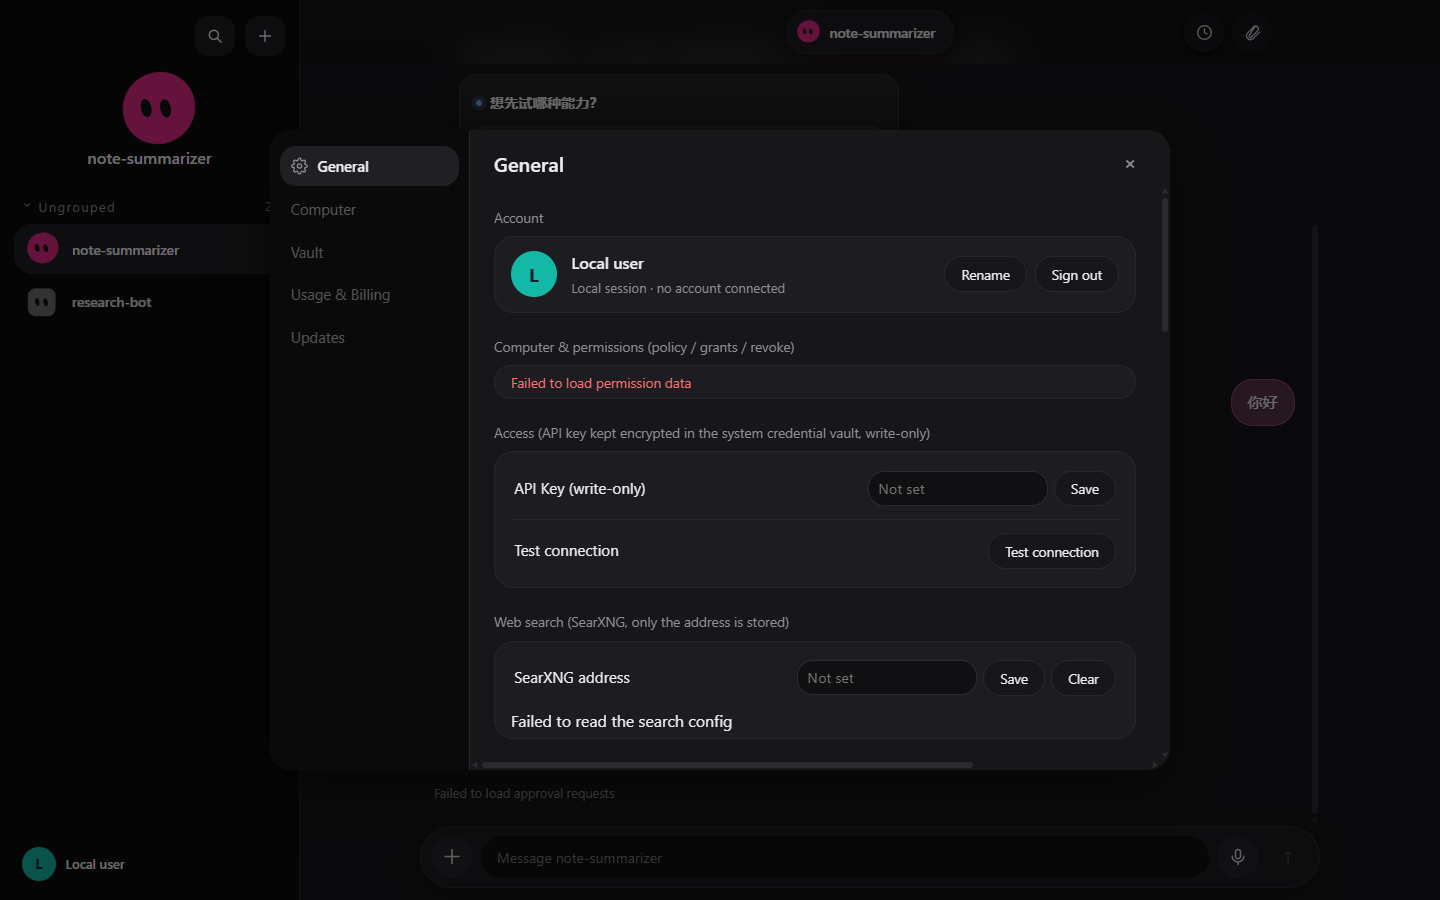 note-summarizer
Ungrouped
note-summarizer
research-bot
L Local user
note-summarizer
想先试哪种能力?
你好
Failed to load approval requests
Message note-summarizer
General
Computer
Vault
Usage & Billing
Updates
General
Account
L
Local user
Local session · no account connected
Rename
Sign out
Computer & permissions (policy / grants / revoke)
Failed to load permission data
Access (API key kept encrypted in the system credential vault, write-only)
API Key (write-only)
Not set
Save
Test connection
Test connection
Web search (SearXNG, only the address is stored)
SearXNG address
Not set
Save
Clear
Failed to read the search config